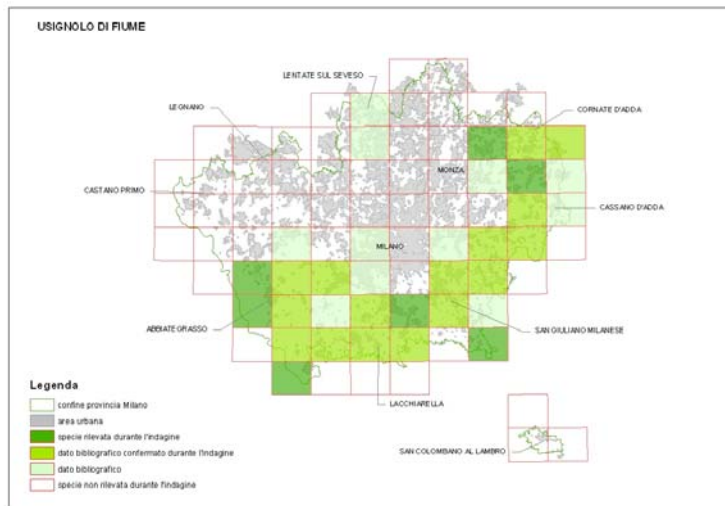 USIGNOLO DI FIUME
LENTATE SUL SEVESO
LEGNANO
CORNATE D'ADDA
MONZA
CASTANO PRIMO
CASSANO D'ADDA
MILANO
ABBIATEGRASSO
SAN GIULIANO MILANESE
LACCHIARELLA
SAN COLOMBANO AL LAMBRO
Legenda
confine provincia Milano
area urbana
specie rilevata durante l'indagine
dato bibliografico confermato durante l'indagine
dato bibliografico
specie non rilevata durante l'indagine